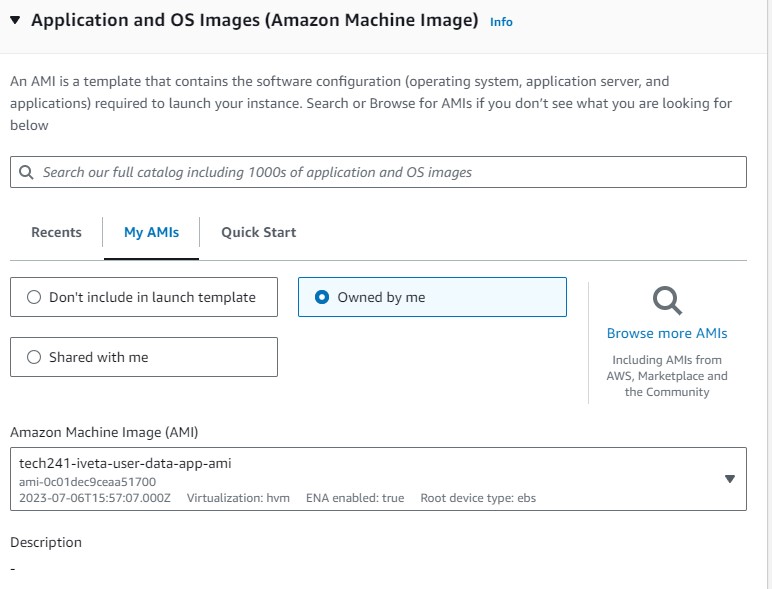 Application and OS Images (Amazon Machine Image) Info
An AMI is a template that contains the software configuration (operating system, application server, and
applications) required to launch your instance. Search or Browse for AMIs if you don’t see what you are looking for
below
Search our full catalog including 1000s of application and OS images
Recents My AMIs Quick Start
Don't include in launch template
Owned by me
Shared with me
Browse more AMIs
Including AMIs from
AWS, Marketplace and
the Community
Amazon Machine Image (AMI)
tech241-iveta-user-data-app-ami
ami-0c01dec9ceaa51700
2023-07-06T15:57:07.000Z Virtualization: hvm ENA enabled: true Root device type: ebs
Description
-